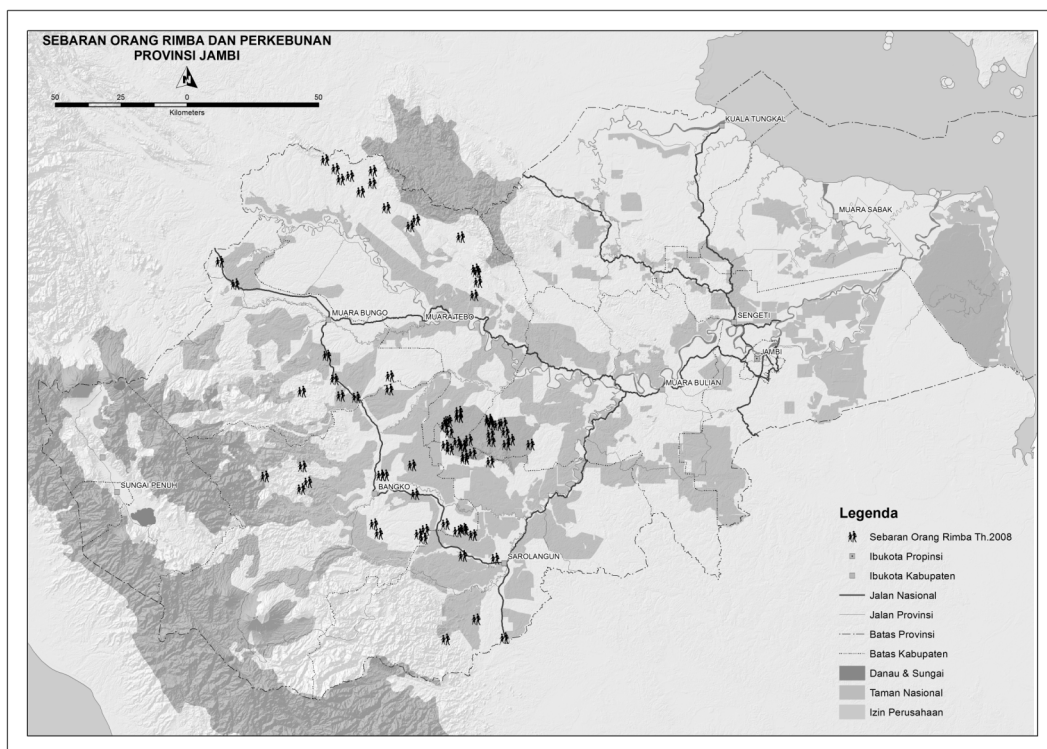 SEBARAN ORANG RIMBA DAN PERKEBUNAN
PROVINSI JAMBI
50 25 0 50
Kilometers
KUALA TUNGKAL
MUARA SABAK
MUARA BUNGO
MUARA TEBO
SENGETI
JAMBI
MUARA BULIAN
SUNGAI PENUH
BANGKO
SAROLANGUN
Legenda
Sebaran Orang Rimba Th.2008
Ibukota Propinsi
Ibukota Kabupaten
Jalan Nasional
Jalan Provinsi
Batas Provinsi
Batas Kabupaten
Danau & Sungai
Taman Nasional
Izin Perusahaan